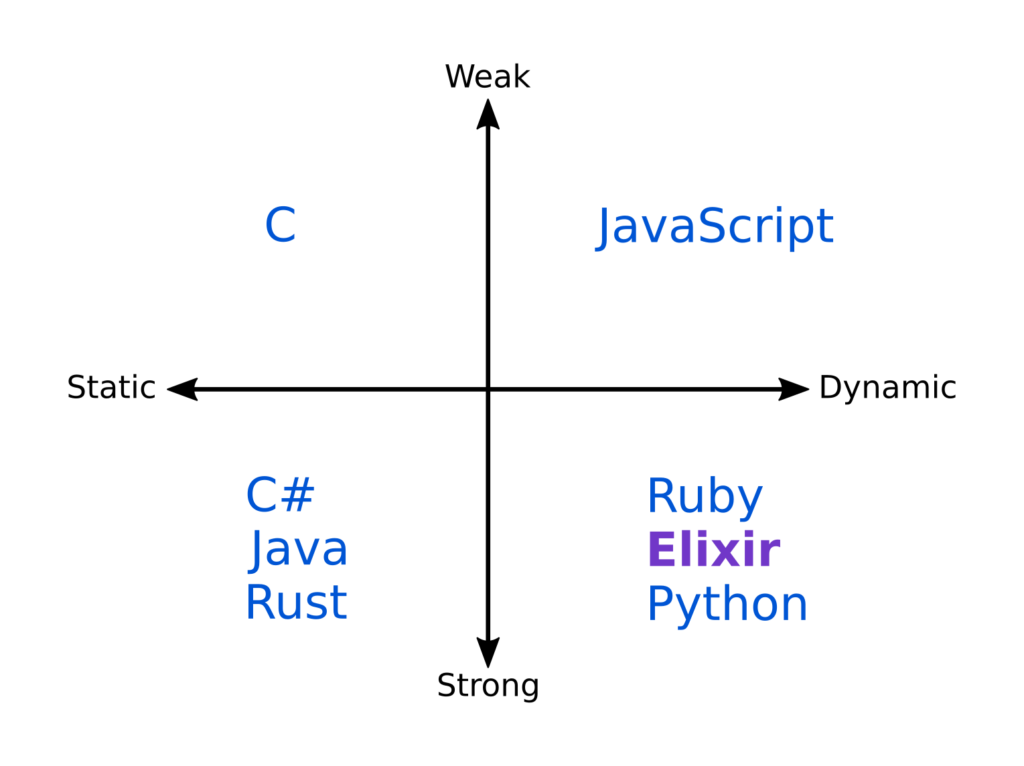 Weak
C
JavaScript
Static
Dynamic
C#
Java
Rust
Ruby
Elixir
Python
Strong